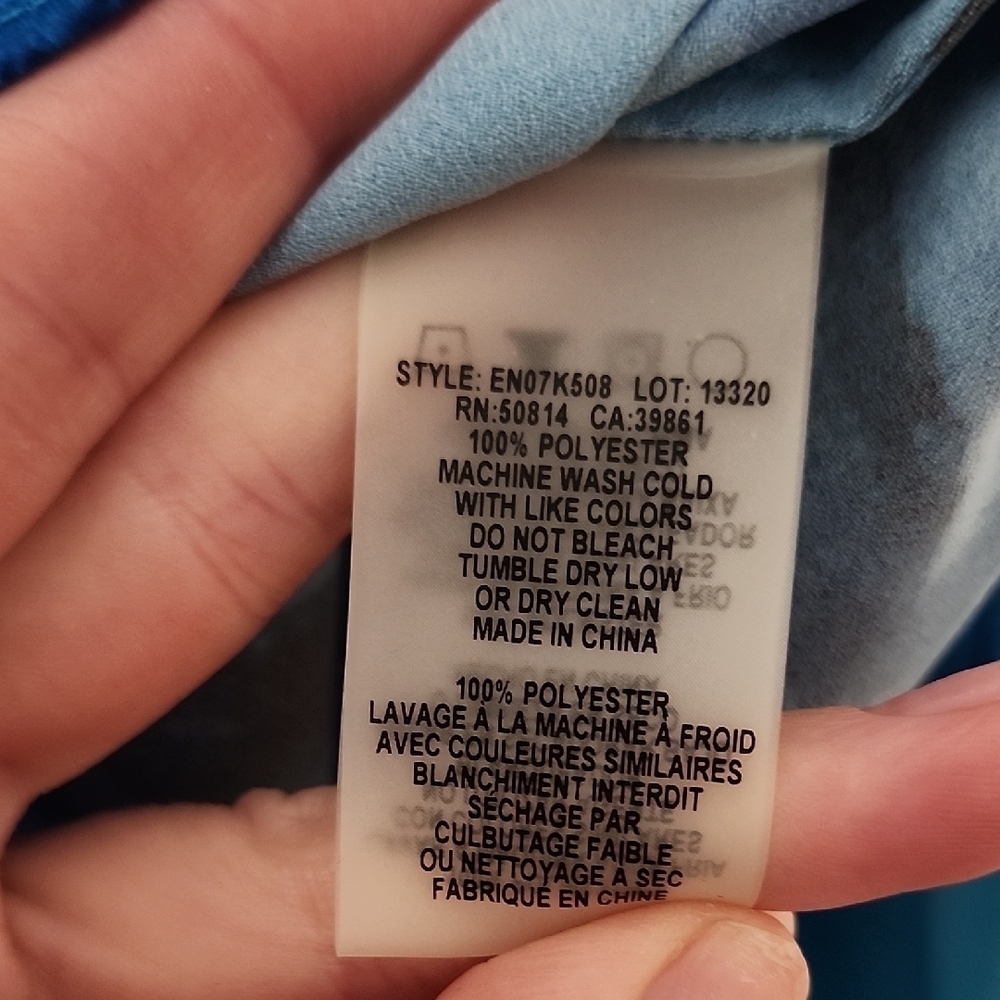 STYLE: EN07K508 LOT: 13320
RN:50814 CA:39861
100% POLYESTER
MACHINE WASH COLD
WITH LIKE COLORS
DO NOT BLEACH
TUMBLE DRY LOW
OR DRY CLEAN
MADE IN CHINA
100% POLYESTER
LAVAGE À LA MACHINE À FROID
AVEC COULEURES SIMILAIRES
BLANCHIMENT INTERDIT
SÉCHAGE PAR
CULBUTAGE FAIBLE
OU NETTOYAGE A SEC
FABRIQUE EN CHINE